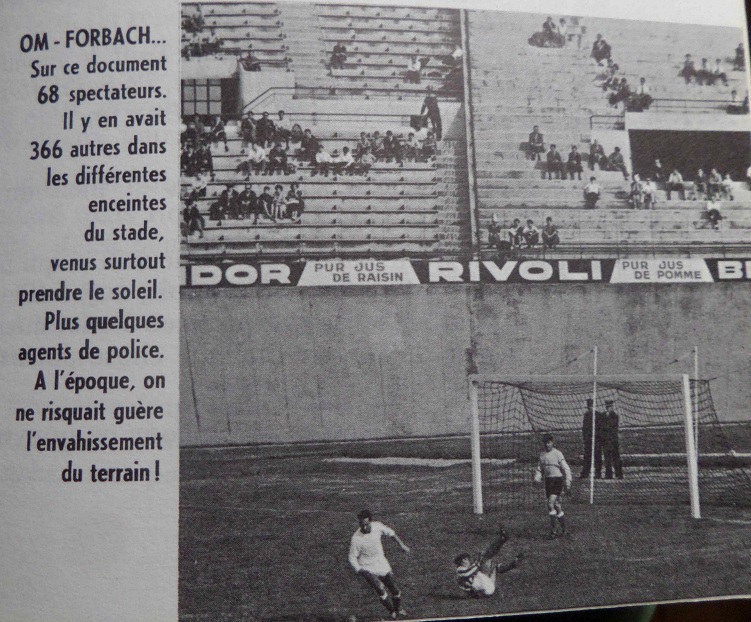 OM - FORBACH...
Sur ce document
68 spectateurs.
Il y en avait
366 autres dans
les différentes
enceintes
du stade,
venus surtout
prendre le soleil.
Plus quelques
agents de police.
A l'époque, on
ne risquait guère
l'envahissement
du terrain !
NDOR PUR JUS DE RAISIN RIVOLI PUR JUS DE POMME B